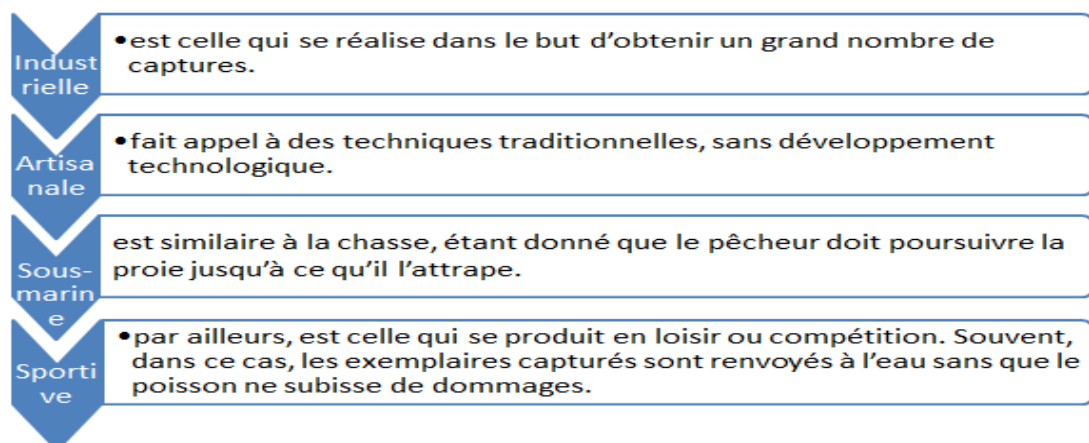 Indust
rielle
•est celle qui se réalise dans le but d’obtenir un grand nombre de
captures.
Artisa
nale
•fait appel à des techniques traditionnelles, sans développement
technologique.
Sous-
marin
e
est similaire à la chasse, étant donné que le pêcheur doit poursuivre la
proie jusqu’à ce qu’il l’attrape.
Sporti
ve
•par ailleurs, est celle qui se produit en loisir ou compétition. Souvent,
dans ce cas, les exemplaires capturés sont renvoyés à l’eau sans que le
poisson ne subisse de dommages.